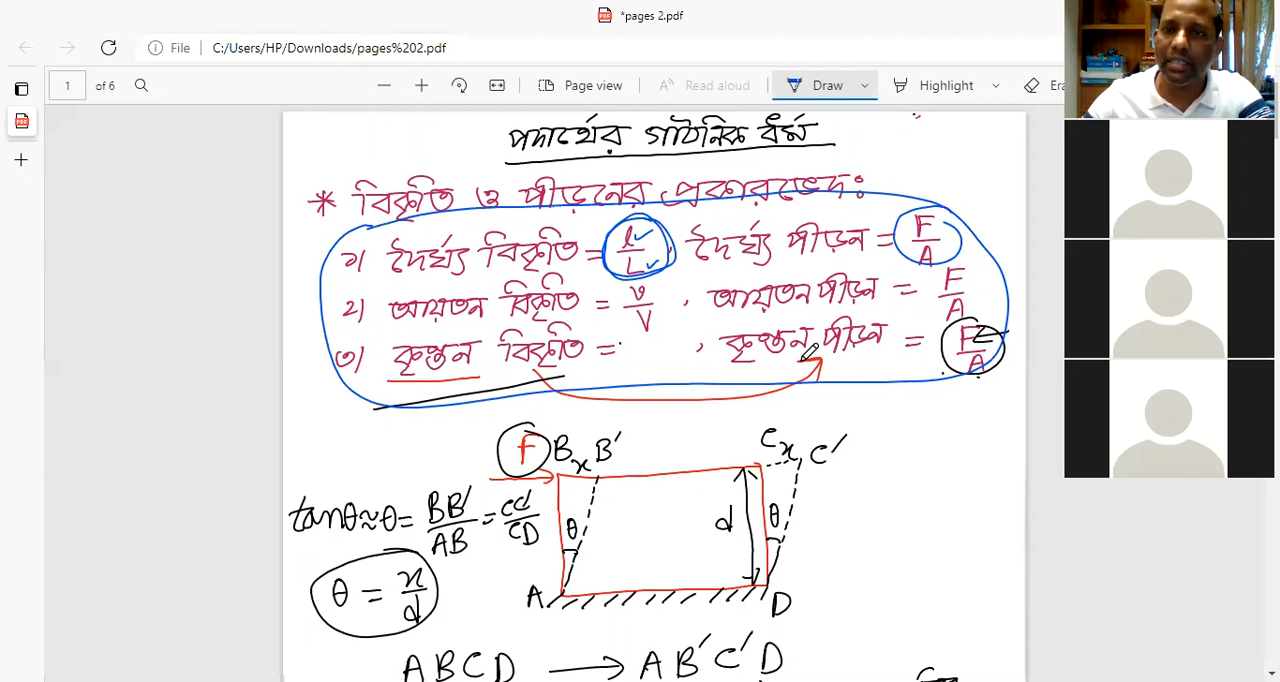 *pages 2.pdf
File C:/Users/HP/Downloads/pages%202.pdf
1 of 6 Page view Read aloud Draw Highlight Era
পদার্থের গাঠনিক ধর্ম
* বিকৃতি ও পীড়নের প্রকারভেদ:
১) দৈর্ঘ্য বিকৃতি = l/L, দৈর্ঘ্য পীড়ন = F/A
২) আয়তন বিকৃতি = v/V, আয়তন পীড়ন = F/A
৩) কৃন্তন বিকৃতি = , কৃন্তন পীড়ন = F/A
f B x B′ C x C′
tanθ≈θ = BB′/AB = CC′/CD θ d θ
θ = x/d
A D
ABCD → AB′C′D